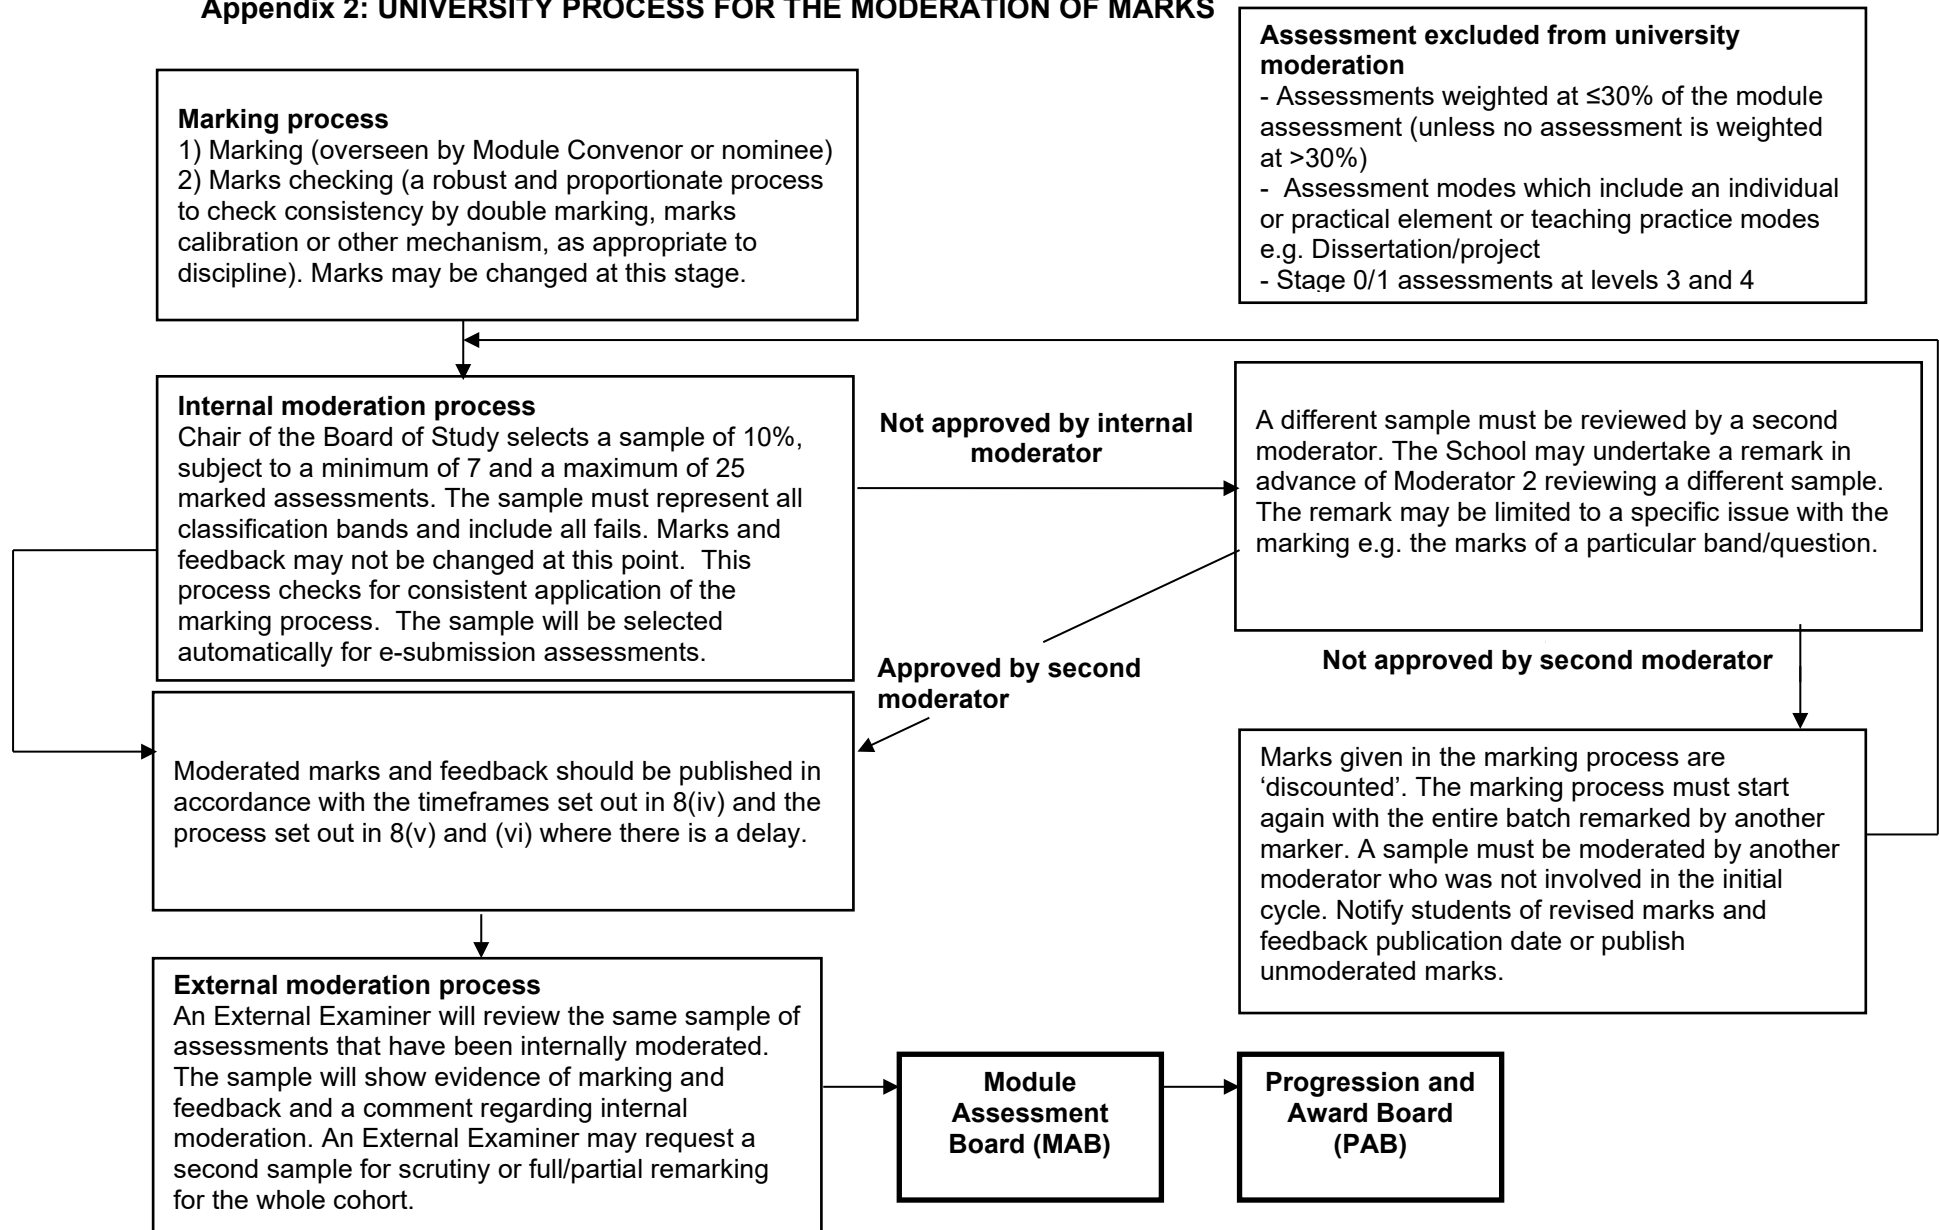 Appendix 2: UNIVERSITY PROCESS FOR THE MODERATION OF MARKS
Assessment excluded from university
moderation
- Assessments weighted at ≤30% of the module
assessment (unless no assessment is weighted
at >30%)
- Assessment modes which include an individual
or practical element or teaching practice modes
e.g. Dissertation/project
- Stage 0/1 assessments at levels 3 and 4
Marking process
1) Marking (overseen by Module Convenor or nominee)
2) Marks checking (a robust and proportionate process
to check consistency by double marking, marks
calibration or other mechanism, as appropriate to
discipline). Marks may be changed at this stage.
Internal moderation process
Chair of the Board of Study selects a sample of 10%,
subject to a minimum of 7 and a maximum of 25
marked assessments. The sample must represent all
classification bands and include all fails. Marks and
feedback may not be changed at this point. This
process checks for consistent application of the
marking process. The sample will be selected
automatically for e-submission assessments.
Not approved by internal
moderator
A different sample must be reviewed by a second
moderator. The School may undertake a remark in
advance of Moderator 2 reviewing a different sample.
The remark may be limited to a specific issue with the
marking e.g. the marks of a particular band/question.
Approved by second
moderator
Not approved by second moderator
Moderated marks and feedback should be published in
accordance with the timeframes set out in 8(iv) and the
process set out in 8(v) and (vi) where there is a delay.
Marks given in the marking process are
‘discounted’. The marking process must start
again with the entire batch remarked by another
marker. A sample must be moderated by another
moderator who was not involved in the initial
cycle. Notify students of revised marks and
feedback publication date or publish
unmoderated marks.
External moderation process
An External Examiner will review the same sample of
assessments that have been internally moderated.
The sample will show evidence of marking and
feedback and a comment regarding internal
moderation. An External Examiner may request a
second sample for scrutiny or full/partial remarking
for the whole cohort.
Module
Assessment
Board (MAB)
Progression and
Award Board
(PAB)